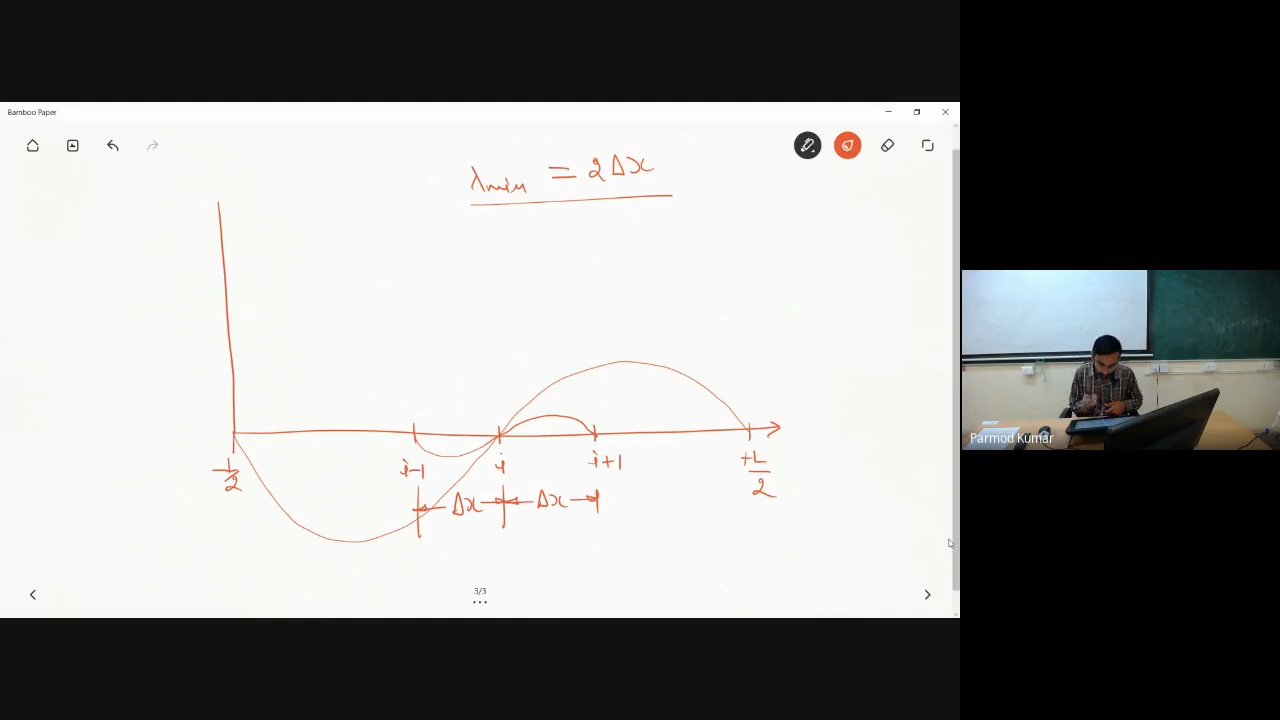 Bamboo Paper
λmin = 2Δx
i-1 i i+1
-L/2 +L/2
Δx Δx
3/3
Parmod Kumar